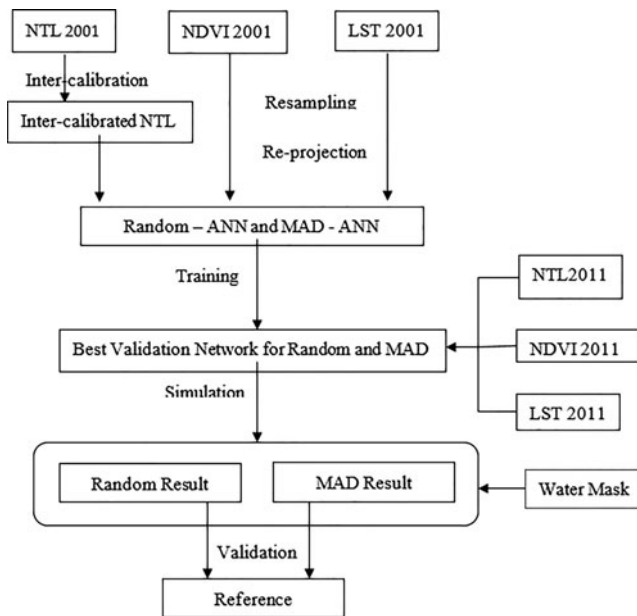 NTL 2001
NDVI 2001
LST 2001
Inter-calibration
Resampling
Inter-calibrated NTL
Re-projection
Random – ANN and MAD - ANN
Training
NTL2011
Best Validation Network for Random and MAD
NDVI 2011
Simulation
LST 2011
Random Result
MAD Result
Water Mask
Validation
Reference